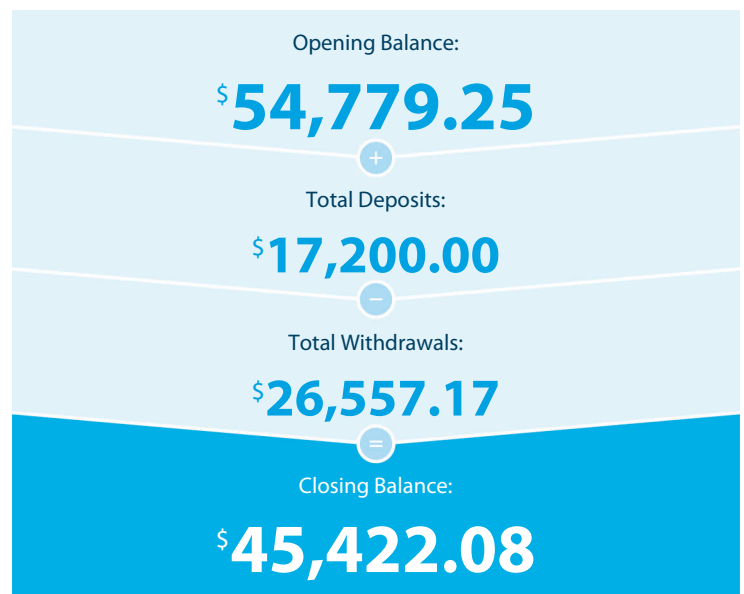 Opening Balance:
$54,779.25
+
Total Deposits:
$17,200.00
−
Total Withdrawals:
$26,557.17
=
Closing Balance:
$45,422.08